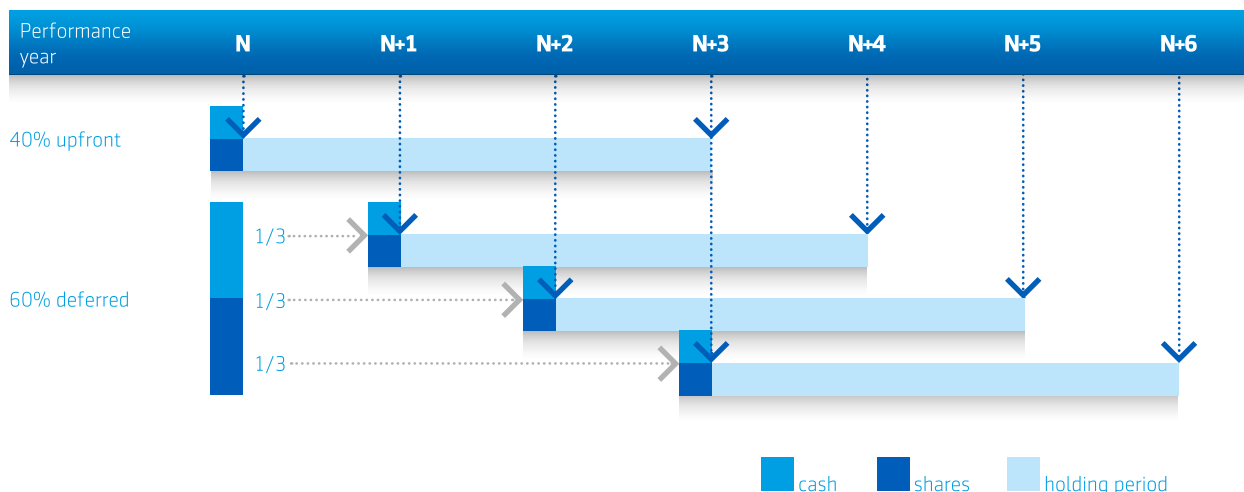 Performance year
N
N+1
N+2
N+3
N+4
N+5
N+6
40% upfront
1/3
60% deferred
1/3
1/3
cash
shares
holding period